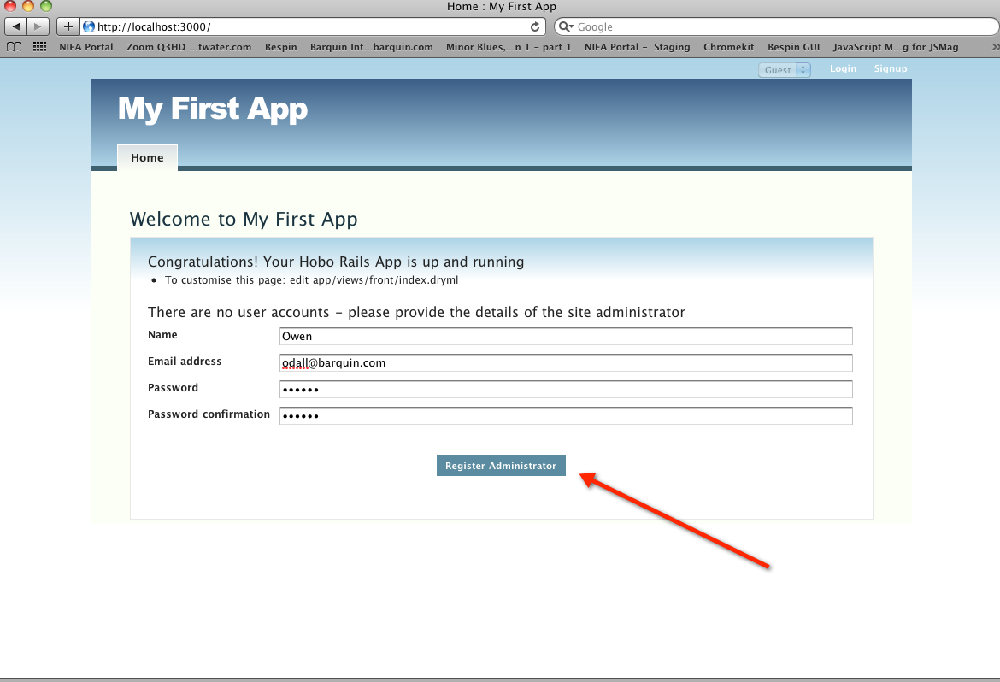 Home : My First App
http://localhost:3000/
Google
NIFA Portal Zoom Q3HD ...twater.com Bespin Barquin Int...barquin.com Minor Blues,...n 1 - part 1 NIFA Portal - Staging Chromekit Bespin GUI JavaScript M...g for JSMag
Guest Login Signup
My First App
Home
Welcome to My First App
Congratulations! Your Hobo Rails App is up and running
• To customise this page: edit app/views/front/index.dryml
There are no user accounts - please provide the details of the site administrator
Name Owen
Email address odall@barquin.com
Password ••••••
Password confirmation ••••••
Register Administrator